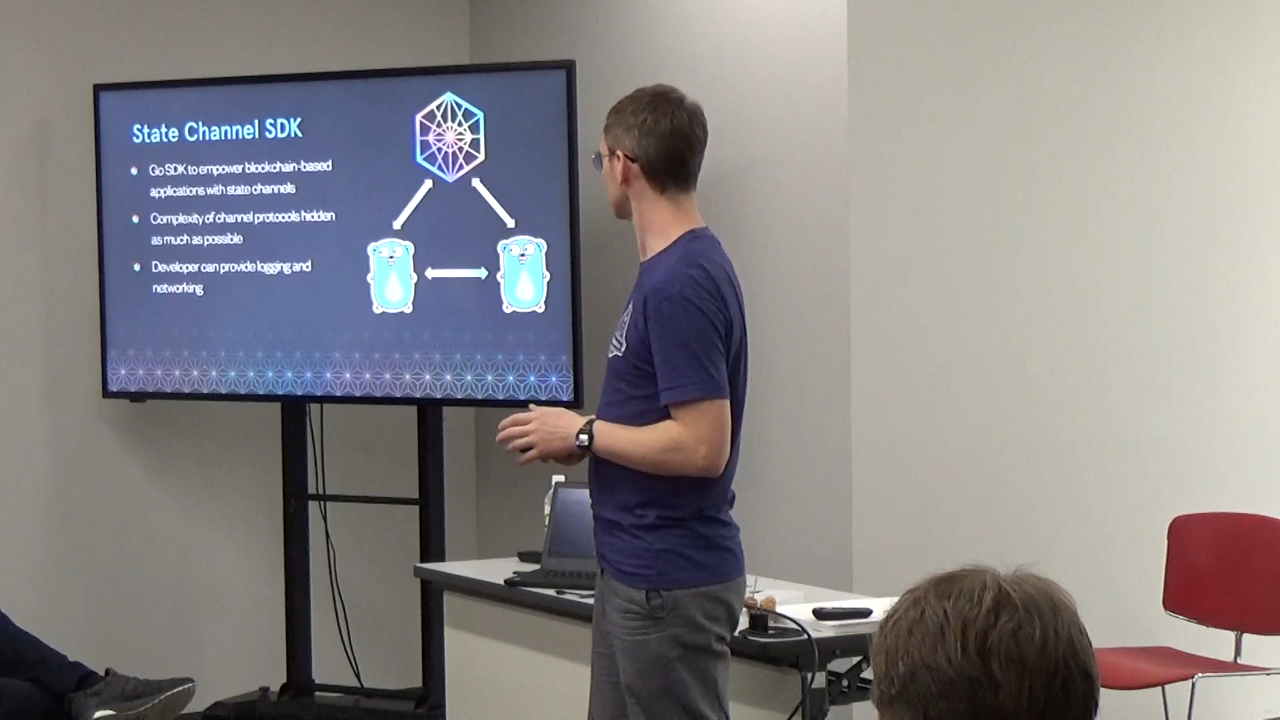 State Channel SDK
Go SDK to empower blockchain-based
applications with state channels
Complexity of channel protocols hidden
as much as possible
Developer can provide logging and
networking